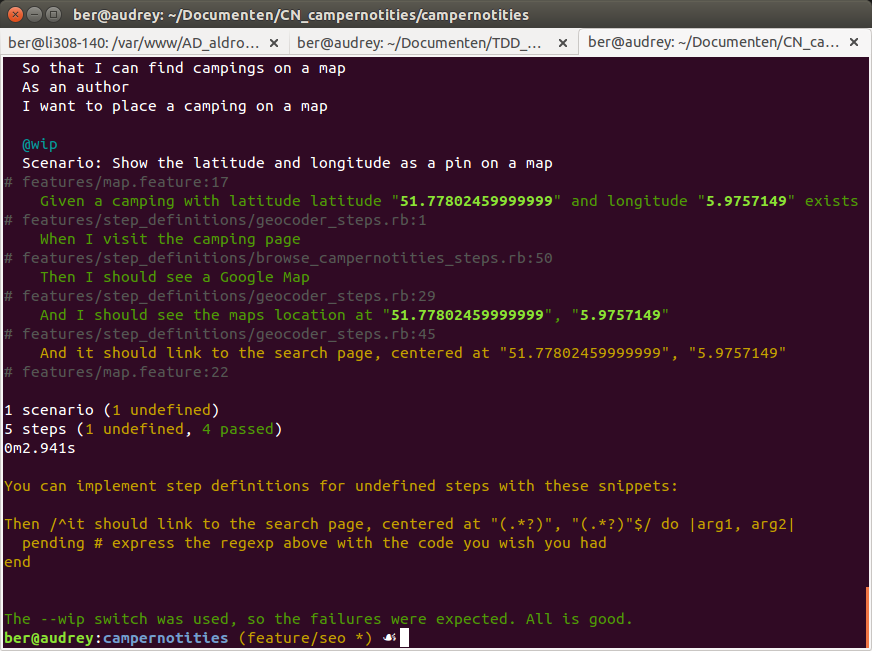 ber@audrey: ~/Documenten/CN_campernotities/campernotities
ber@li308-140: /var/www/AD_aldro... × ber@audrey: ~/Documenten/TDD_... × ber@audrey: ~/Documenten/CN_ca... ×
So that I can find campings on a map
As an author
I want to place a camping on a map
@wip
Scenario: Show the latitude and longitude as a pin on a map
# features/map.feature:17
Given a camping with latitude latitude "51.77802459999999" and longitude "5.9757149" exists
# features/step_definitions/geocoder_steps.rb:1
When I visit the camping page
# features/step_definitions/browse_campernotities_steps.rb:50
Then I should see a Google Map
# features/step_definitions/geocoder_steps.rb:29
And I should see the maps location at "51.77802459999999", "5.9757149"
# features/step_definitions/geocoder_steps.rb:45
And it should link to the search page, centered at "51.77802459999999", "5.9757149"
# features/map.feature:22
1 scenario (1 undefined)
5 steps (1 undefined, 4 passed)
0m2.941s
You can implement step definitions for undefined steps with these snippets:
Then /^it should link to the search page, centered at "(.*?)", "(.*?)"$/ do |arg1, arg2|
pending # express the regexp above with the code you wish you had
end
The --wip switch was used, so the failures were expected. All is good.
ber@audrey:campernotities (feature/seo *) ☙